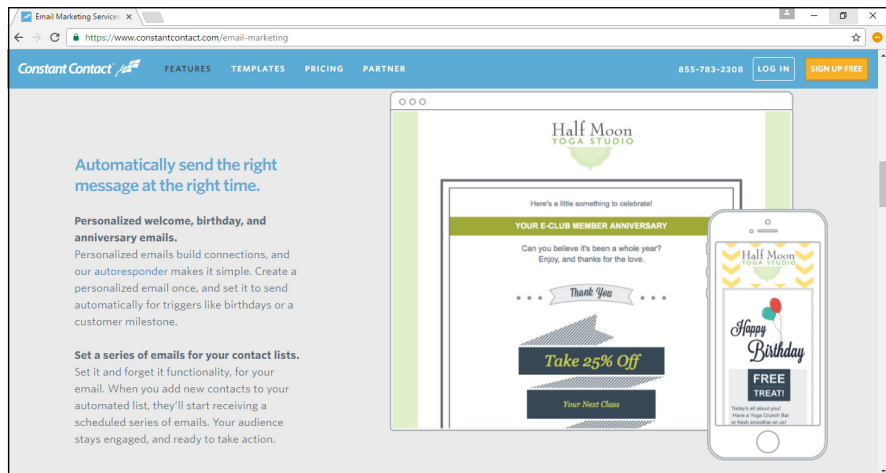 Email Marketing Services
https://www.constantcontact.com/email-marketing
Constant Contact FEATURES TEMPLATES PRICING PARTNER 855-783-2308 LOG IN SIGN UP FREE
Automatically send the right
message at the right time.
Personalized welcome, birthday, and
anniversary emails.
Personalized emails build connections, and
our autoresponder makes it simple. Create a
personalized email once, and set it to send
automatically for triggers like birthdays or a
customer milestone.
Set a series of emails for your contact lists.
Set it and forget it functionality, for your
email. When you add new contacts to your
automated list, they'll start receiving a
scheduled series of emails. Your audience
stays engaged, and ready to take action.
Half Moon
YOGA STUDIO
Here's a little something to celebrate!
YOUR E-CLUB MEMBER ANNIVERSARY
Can you believe it's been a whole year?
Enjoy, and thanks for the love.
Thank You
Take 25% Off
Your Next Class
Half Moon
YOGA STUDIO
Happy
Birthday
FREE
TREAT!
Today's all about you!
Have a Yoga Crunch Bar
or fresh smoothie on us!